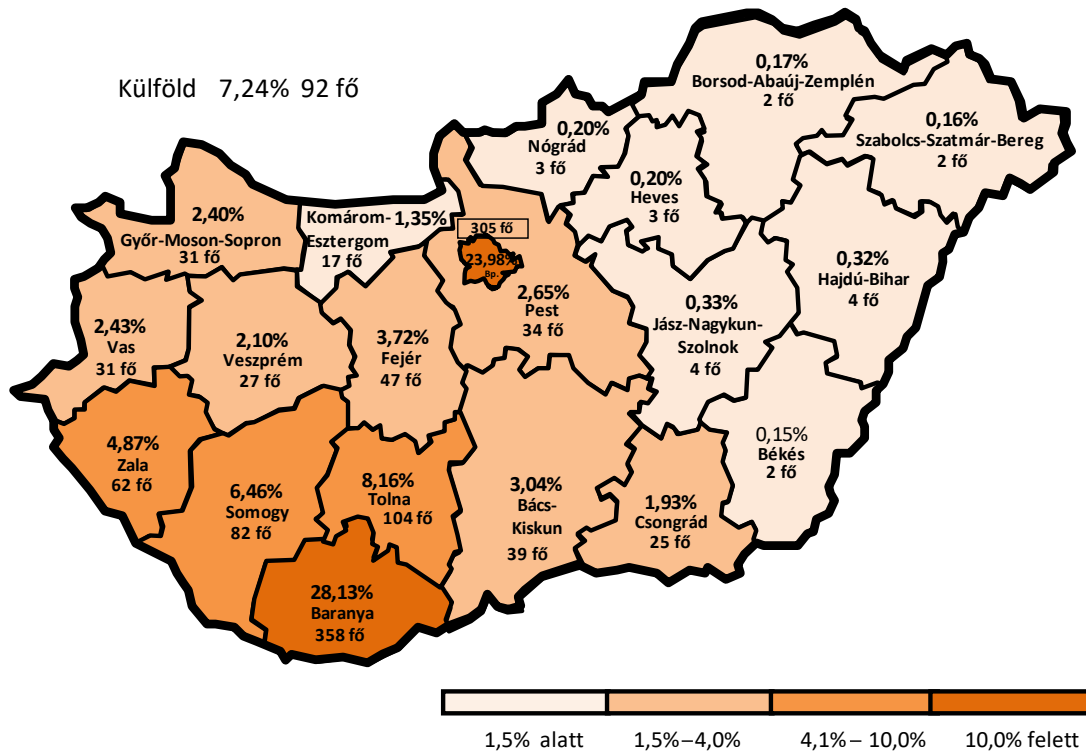 Külföld 7,24% 92 fő
0,17%
Borsod-Abaúj-Zemplén
2 fő
0,16%
Szabolcs-Szatmár-Bereg
2 fő
0,20%
Nógrád
3 fő
0,20%
Heves
3 fő
2,40%
Győr-Moson-Sopron
31 fő
Komárom- 1,35%
Esztergom
17 fő
305 fő
23,98%
Bp.
2,65%
Pest
34 fő
0,32%
Hajdú-Bihar
4 fő
0,33%
Jász-Nagykun-
Szolnok
4 fő
2,43%
Vas
31 fő
2,10%
Veszprém
27 fő
3,72%
Fejér
47 fő
0,15%
Békés
2 fő
4,87%
Zala
62 fő
6,46%
Somogy
82 fő
8,16%
Tolna
104 fő
3,04%
Bács-
Kiskun
39 fő
1,93%
Csongrád
25 fő
28,13%
Baranya
358 fő
1,5% alatt
1,5%–4,0%
4,1% – 10,0%
10,0% felett